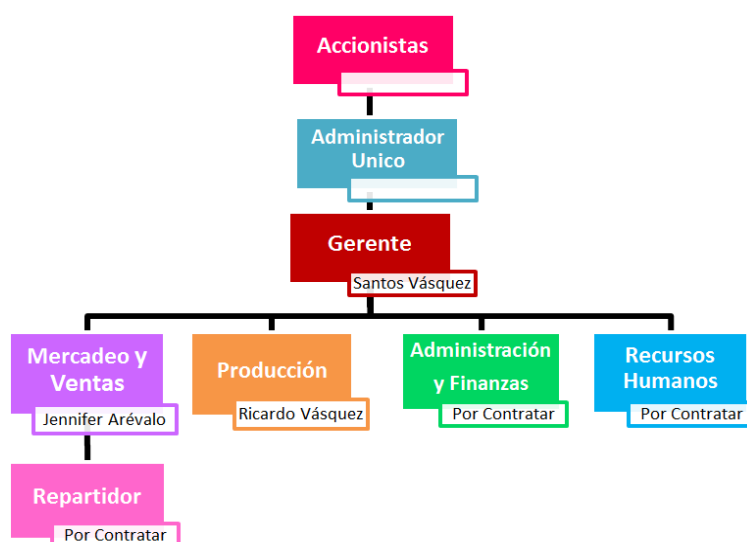 Accionistas
Administrador
Unico
Gerente
Santos Vásquez
Mercadeo y
Ventas
Jennifer Arévalo
Producción
Ricardo Vásquez
Administración
y Finanzas
Por Contratar
Recursos
Humanos
Por Contratar
Repartidor
Por Contratar